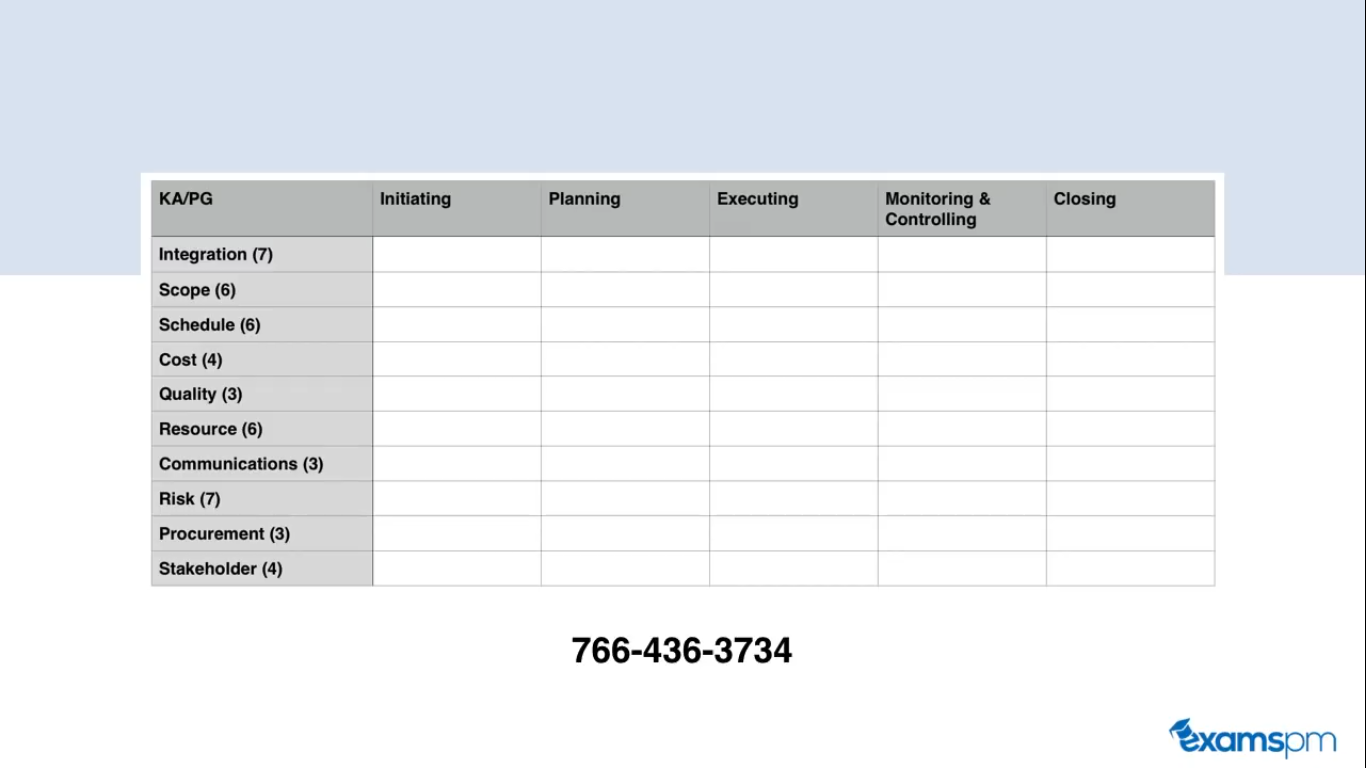 KA/PG Initiating Planning Executing Monitoring & Controlling Closing
Integration (7)
Scope (6)
Schedule (6)
Cost (4)
Quality (3)
Resource (6)
Communications (3)
Risk (7)
Procurement (3)
Stakeholder (4)
766-436-3734
examspm